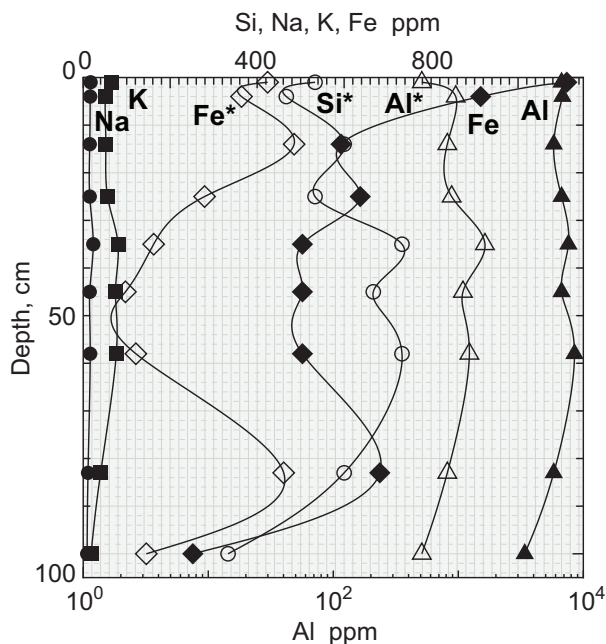 Si, Na, K, Fe ppm
0 400 800
0
K
Na Fe* Si* Al* Fe Al
Depth, cm
50
100
10⁰ 10² 10⁴
Al ppm